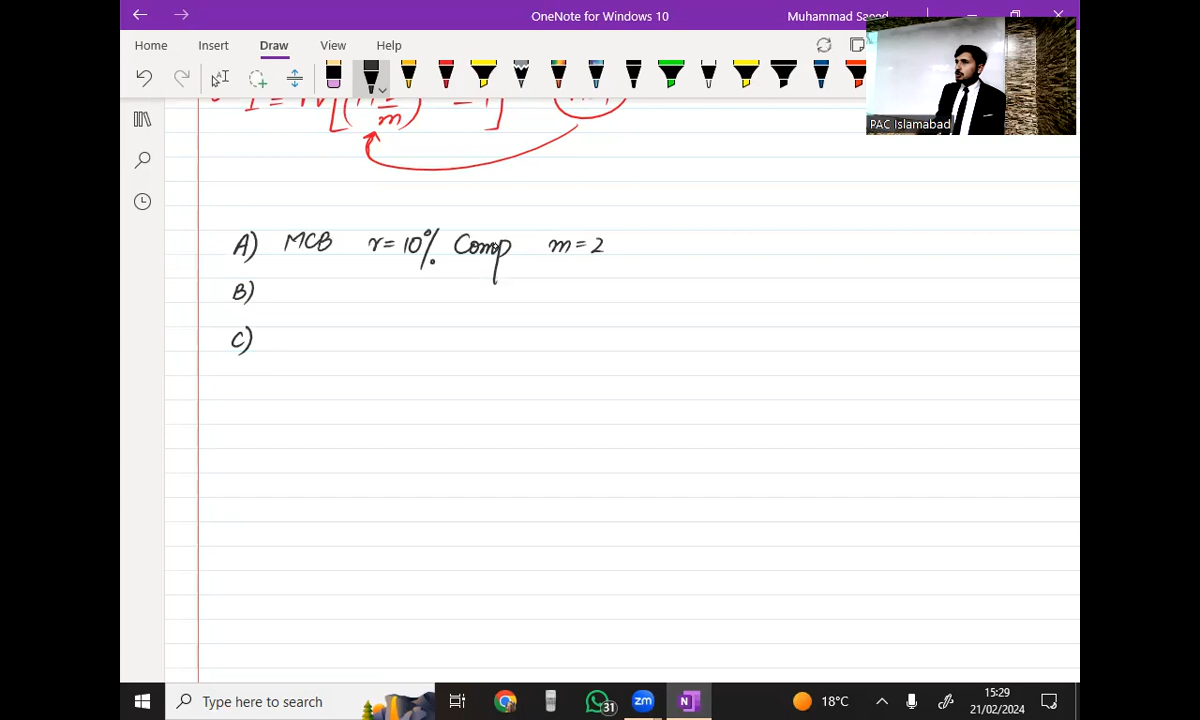 OneNote for Windows 10
Muhammad Saeed
Home Insert Draw View Help
PAC Islamabad
m
A) MCB r = 10% Comp m = 2
B)
C)
Type here to search
31
zm
N
18°C
15:29
21/02/2024